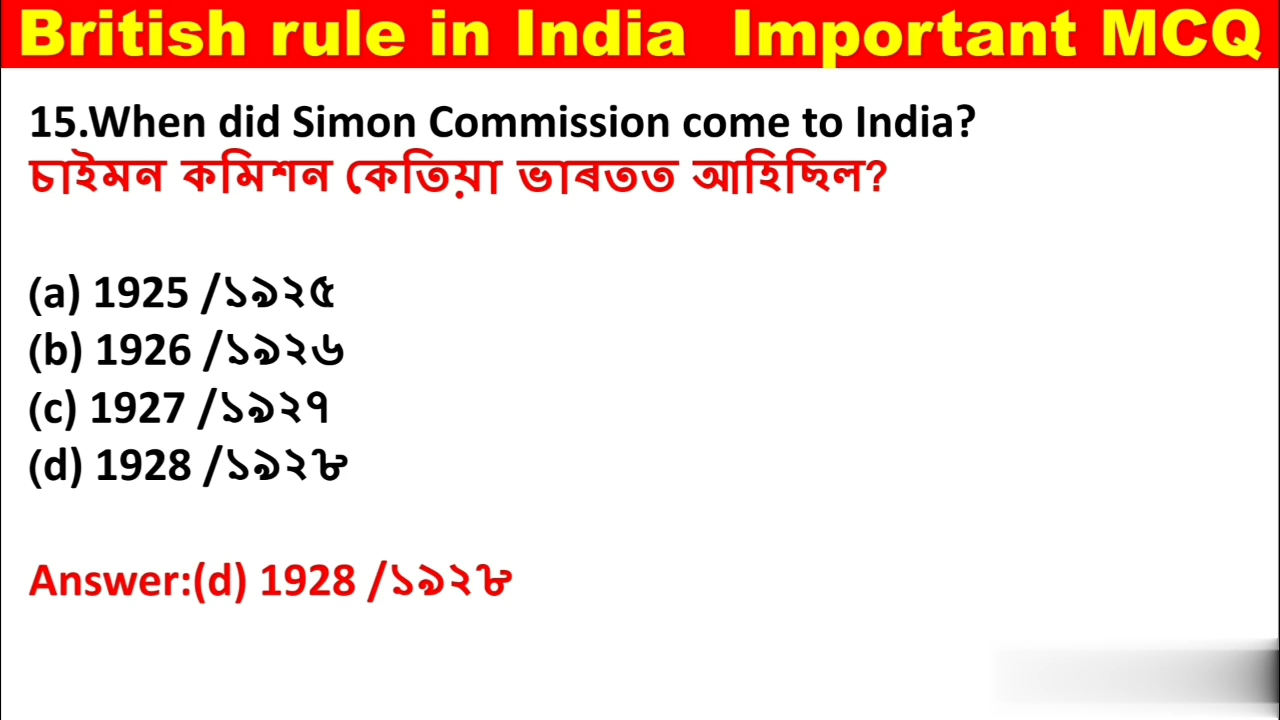 British rule in India Important MCQ
15.When did Simon Commission come to India?
চাইমন কমিশন কেতিয়া ভাৰতত আহিছিল?
(a) 1925 /১৯২৫
(b) 1926 /১৯২৬
(c) 1927 /১৯২৭
(d) 1928 /১৯২৮
Answer:(d) 1928 /১৯২৮